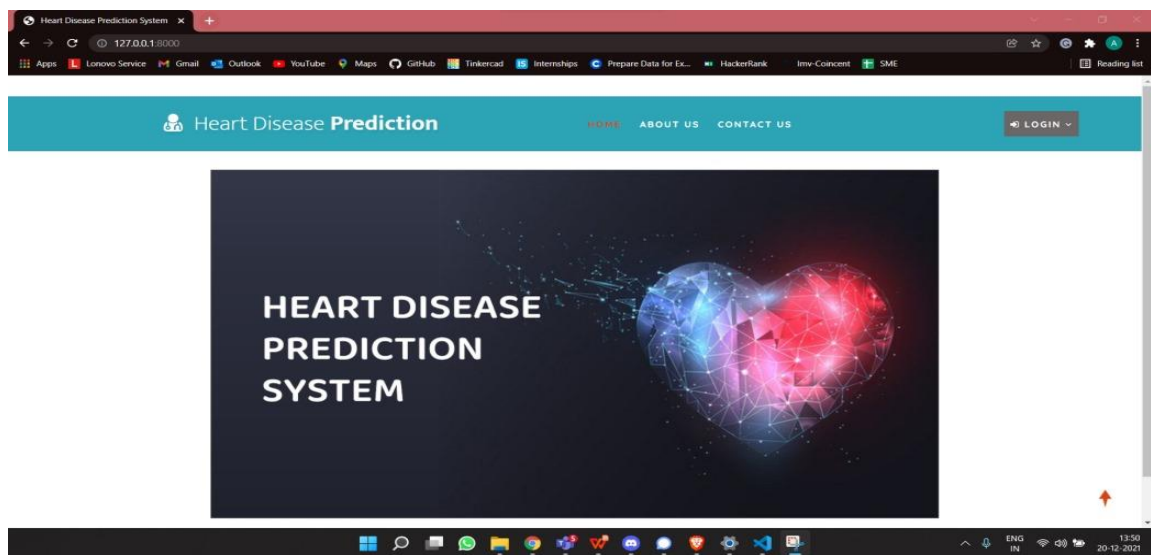 Heart Disease Prediction System
127.0.0.1:8000
Apps Lonovo Service Gmail Outlook YouTube Maps GitHub Tinkercad Internships Prepare Data for Ex... HackerRank Imv-Coincent SME Reading list
Heart Disease Prediction HOME ABOUT US CONTACT US LOGIN
HEART DISEASE
PREDICTION
SYSTEM
ENG 13:50
IN 20-12-2021